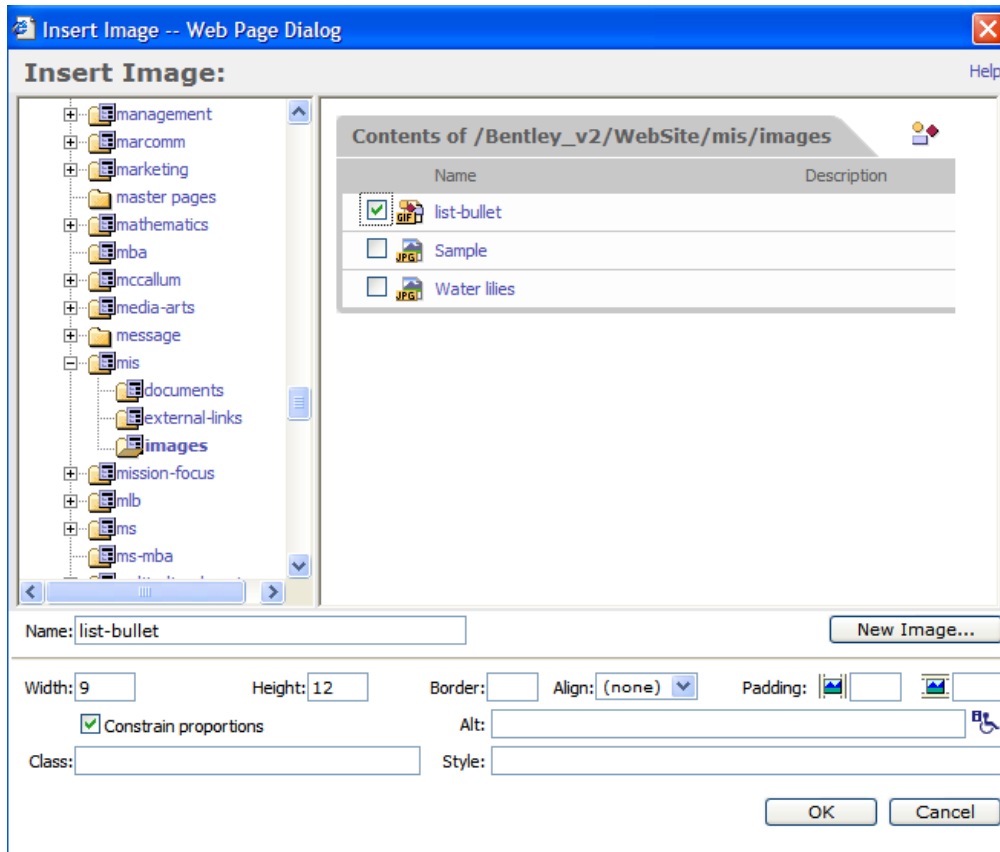 Insert Image -- Web Page Dialog
Insert Image:
Help
management
marcomm
marketing
master pages
mathematics
mba
mccallum
media-arts
message
mis
documents
external-links
images
mission-focus
mlb
ms
ms-mba
Contents of /Bentley_v2/WebSite/mis/images
Name Description
GIF list-bullet
JPG Sample
JPG Water lilies
Name: list-bullet New Image...
Width: 9 Height: 12 Border: Align: (none) Padding:
Constrain proportions Alt:
Class: Style:
OK Cancel